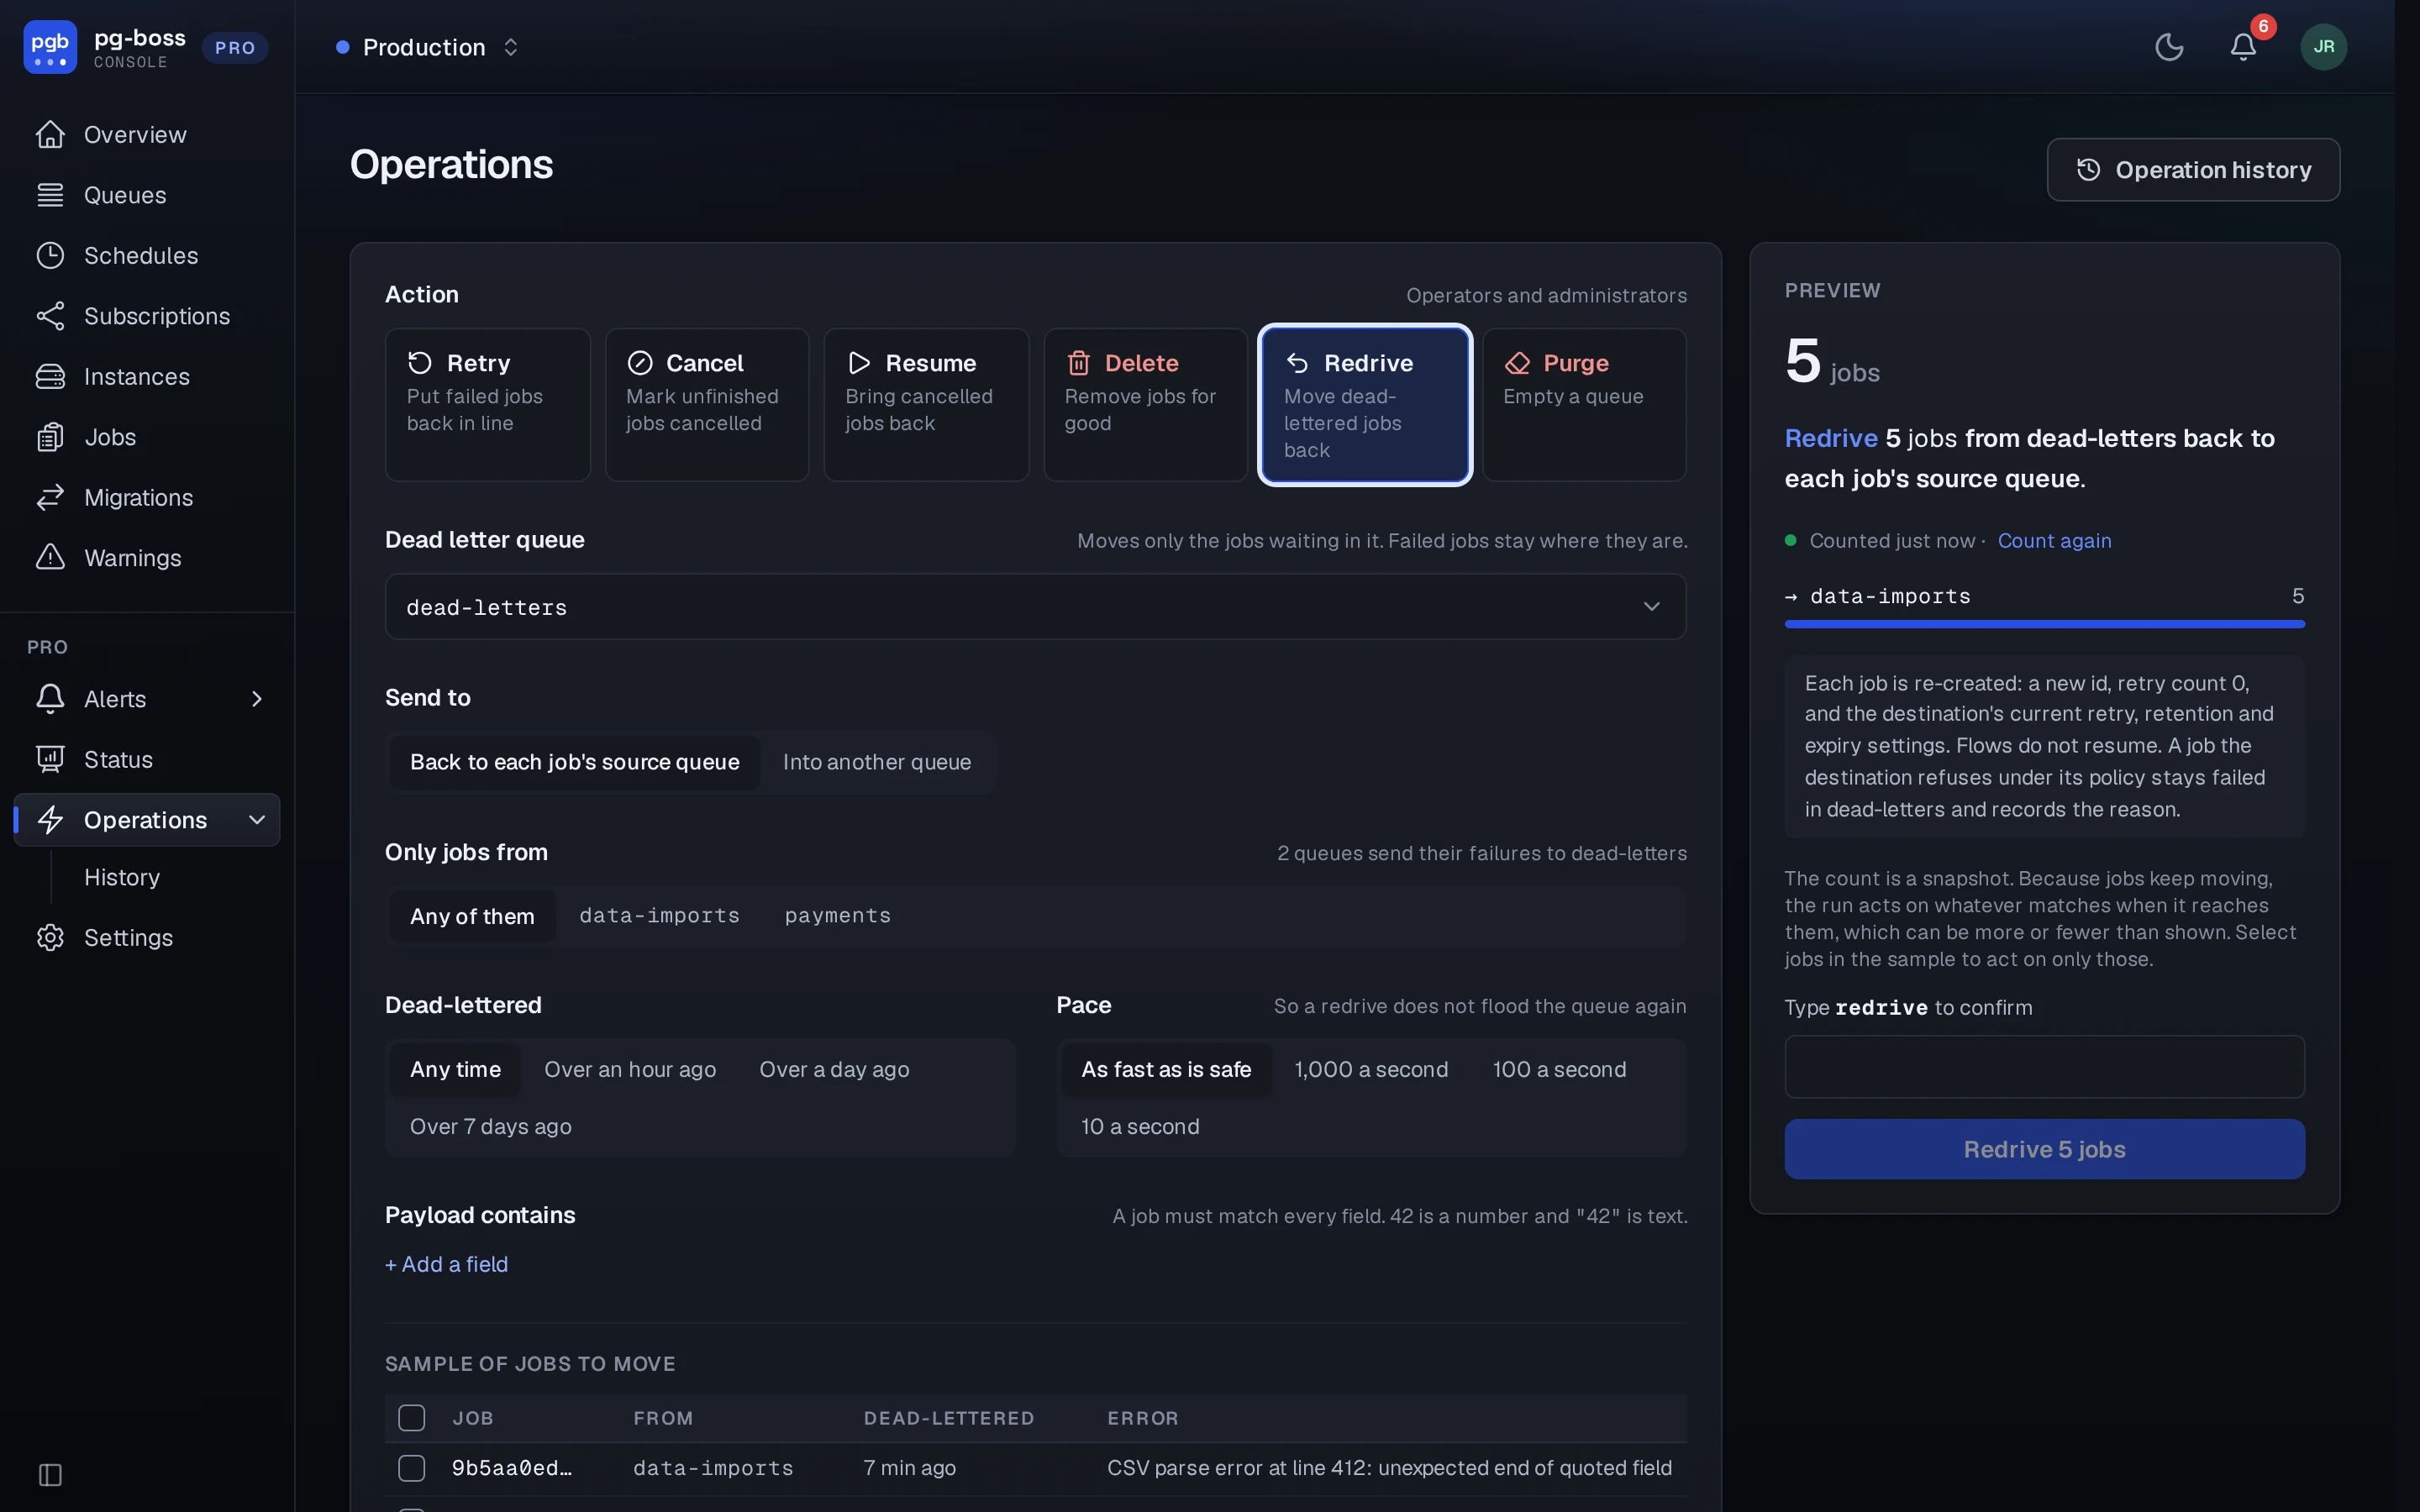 pgb
pg-boss
CONSOLE
PRO
Production
6
JR
Overview
Queues
Schedules
Subscriptions
Instances
Jobs
Migrations
Warnings
PRO
Alerts
Status
Operations
History
Settings
Operations
Operation history
Action
Operators and administrators
Retry
Put failed jobs
back in line
Cancel
Mark unfinished
jobs cancelled
Resume
Bring cancelled
jobs back
Delete
Remove jobs for
good
Redrive
Move dead-
lettered jobs
back
Purge
Empty a queue
Dead letter queue
Moves only the jobs waiting in it. Failed jobs stay where they are.
dead-letters
Send to
Back to each job's source queue
Into another queue
Only jobs from
2 queues send their failures to dead-letters
Any of them
data-imports
payments
Dead-lettered
Any time
Over an hour ago
Over a day ago
Over 7 days ago
Pace
So a redrive does not flood the queue again
As fast as is safe
1,000 a second
100 a second
10 a second
Payload contains
A job must match every field. 42 is a number and "42" is text.
+ Add a field
SAMPLE OF JOBS TO MOVE
JOB FROM DEAD-LETTERED ERROR
9b5aa0ed… data-imports 7 min ago CSV parse error at line 412: unexpected end of quoted field
PREVIEW
5 jobs
Redrive 5 jobs from dead-letters back to
each job's source queue.
Counted just now · Count again
→ data-imports 5
Each job is re-created: a new id, retry count 0,
and the destination's current retry, retention and
expiry settings. Flows do not resume. A job the
destination refuses under its policy stays failed
in dead-letters and records the reason.
The count is a snapshot. Because jobs keep moving,
the run acts on whatever matches when it reaches
them, which can be more or fewer than shown. Select
jobs in the sample to act on only those.
Type redrive to confirm
Redrive 5 jobs